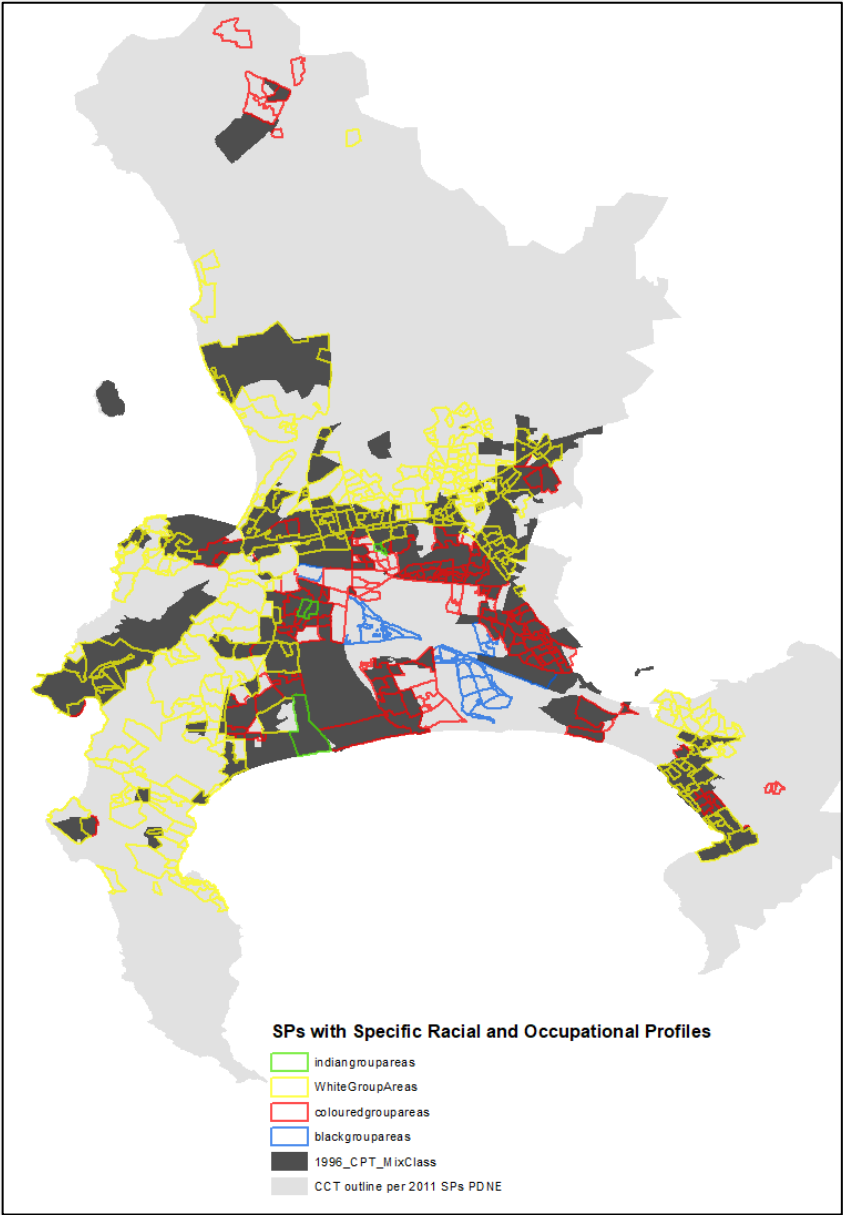 SPs with Specific Racial and Occupational Profiles
indiangroupareas
WhiteGroupAreas
colouredgroupareas
blackgroupareas
1996_CPT_MixClass
CCT outline per 2011 SPs PDNE